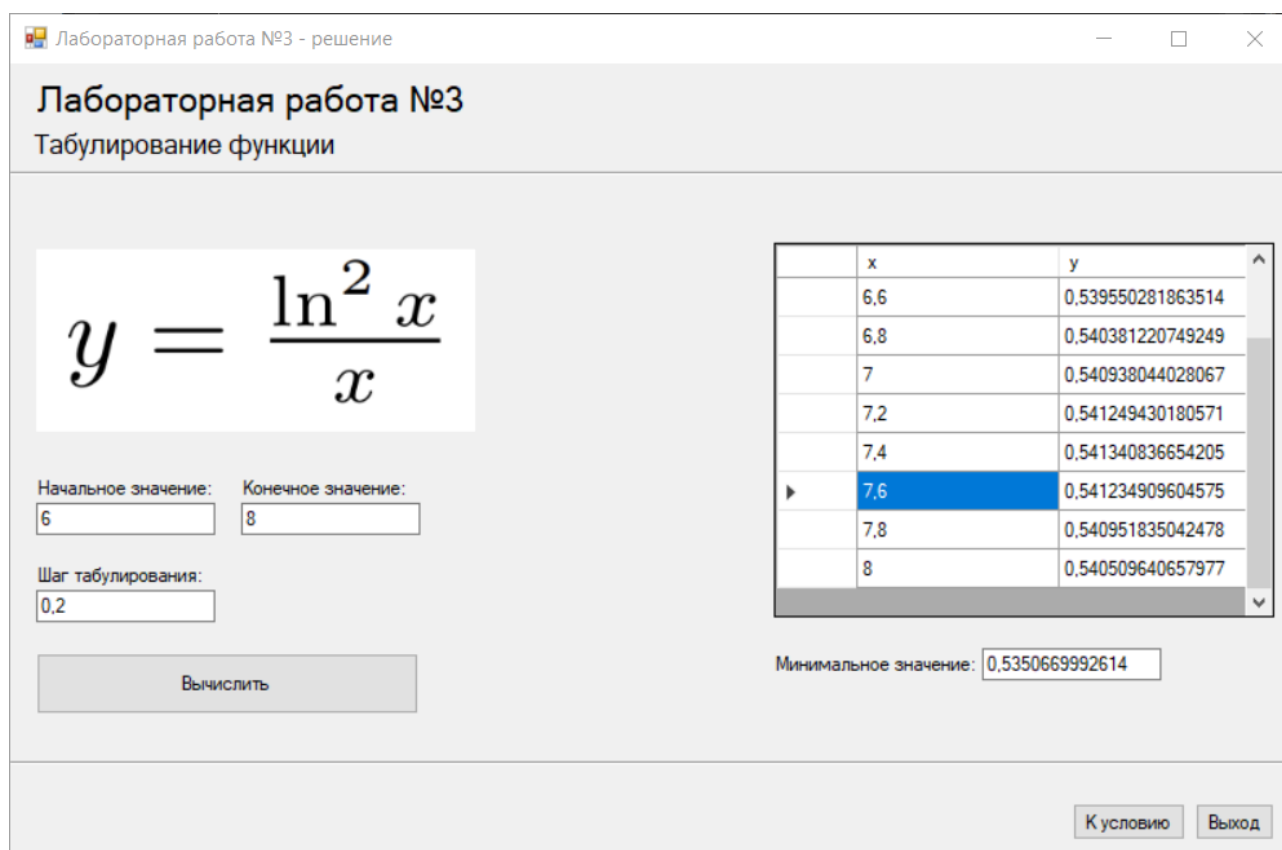 Лабораторная работа №3 - решение
Лабораторная работа №3
Табулирование функции
y = ln² x / x
Начальное значение: Конечное значение:
6 8
Шаг табулирования:
0,2
Вычислить
x y
6,6 0,539550281863514
6,8 0,540381220749249
7 0,540938044028067
7,2 0,541249430180571
7,4 0,541340836654205
7,6 0,541234909604575
7,8 0,540951835042478
8 0,540509640657977
Минимальное значение: 0,5350669992614
К условию Выход